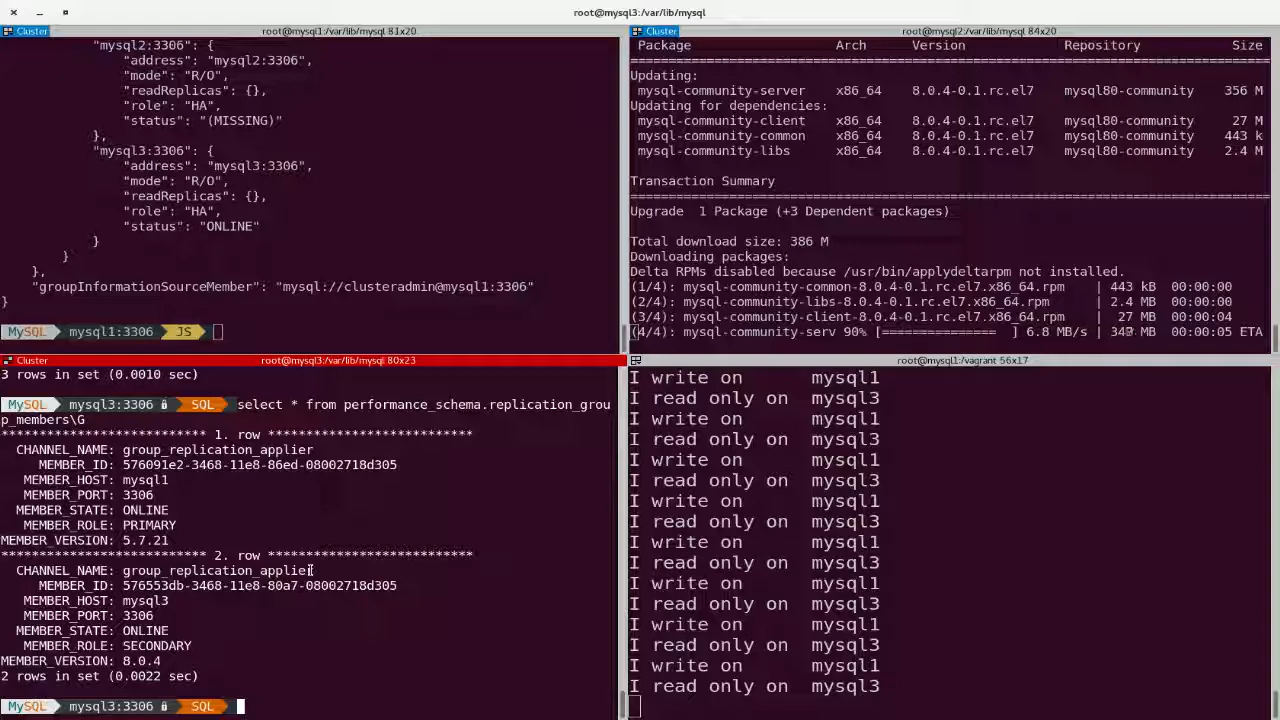 root@mysql3:/var/lib/mysql
Cluster
root@mysql1:/var/lib/mysql 81x20
"mysql2:3306": {
"address": "mysql2:3306",
"mode": "R/O",
"readReplicas": {},
"role": "HA",
"status": "(MISSING)"
},
"mysql3:3306": {
"address": "mysql3:3306",
"mode": "R/O",
"readReplicas": {},
"role": "HA",
"status": "ONLINE"
}
}
},
"groupInformationSourceMember": "mysql://clusteradmin@mysql1:3306"
}
MySQL mysql1:3306 JS
Cluster
root@mysql2:/var/lib/mysql 84x20
Package Arch Version Repository Size
================================================================================
Updating:
mysql-community-server x86_64 8.0.4-0.1.rc.el7 mysql80-community 356 M
Updating for dependencies:
mysql-community-client x86_64 8.0.4-0.1.rc.el7 mysql80-community 27 M
mysql-community-common x86_64 8.0.4-0.1.rc.el7 mysql80-community 443 k
mysql-community-libs x86_64 8.0.4-0.1.rc.el7 mysql80-community 2.4 M
Transaction Summary
================================================================================
Upgrade 1 Package (+3 Dependent packages)
Total download size: 386 M
Downloading packages:
Delta RPMs disabled because /usr/bin/applydeltarpm not installed.
(1/4): mysql-community-common-8.0.4-0.1.rc.el7.x86_64.rpm | 443 kB 00:00:00
(2/4): mysql-community-libs-8.0.4-0.1.rc.el7.x86_64.rpm | 2.4 MB 00:00:00
(3/4): mysql-community-client-8.0.4-0.1.rc.el7.x86_64.rpm | 27 MB 00:00:04
(4/4): mysql-community-serv 90% [=============== ] 6.8 MB/s | MB 00:00:05 ETA
Cluster
root@mysql3:/var/lib/mysql 80x23
3 rows in set (0.0010 sec)
MySQL mysql3:3306 SQL select * from performance_schema.replication_grou
p_members\G
*************************** 1. row ***************************
CHANNEL_NAME: group_replication_applier
MEMBER_ID: 576091e2-3468-11e8-86ed-08002718d305
MEMBER_HOST: mysql1
MEMBER_PORT: 3306
MEMBER_STATE: ONLINE
MEMBER_ROLE: PRIMARY
MEMBER_VERSION: 5.7.21
*************************** 2. row ***************************
CHANNEL_NAME: group_replication_applier
MEMBER_ID: 576553db-3468-11e8-80a7-08002718d305
MEMBER_HOST: mysql3
MEMBER_PORT: 3306
MEMBER_STATE: ONLINE
MEMBER_ROLE: SECONDARY
MEMBER_VERSION: 8.0.4
2 rows in set (0.0022 sec)
MySQL mysql3:3306 SQL
root@mysql1:/vagrant 56x17
I write on mysql1
I read only on mysql3
I write on mysql1
I read only on mysql3
I write on mysql1
I read only on mysql3
I write on mysql1
I read only on mysql3
I write on mysql1
I read only on mysql3
I write on mysql1
I read only on mysql3
I write on mysql1
I read only on mysql3
I write on mysql1
I read only on mysql3